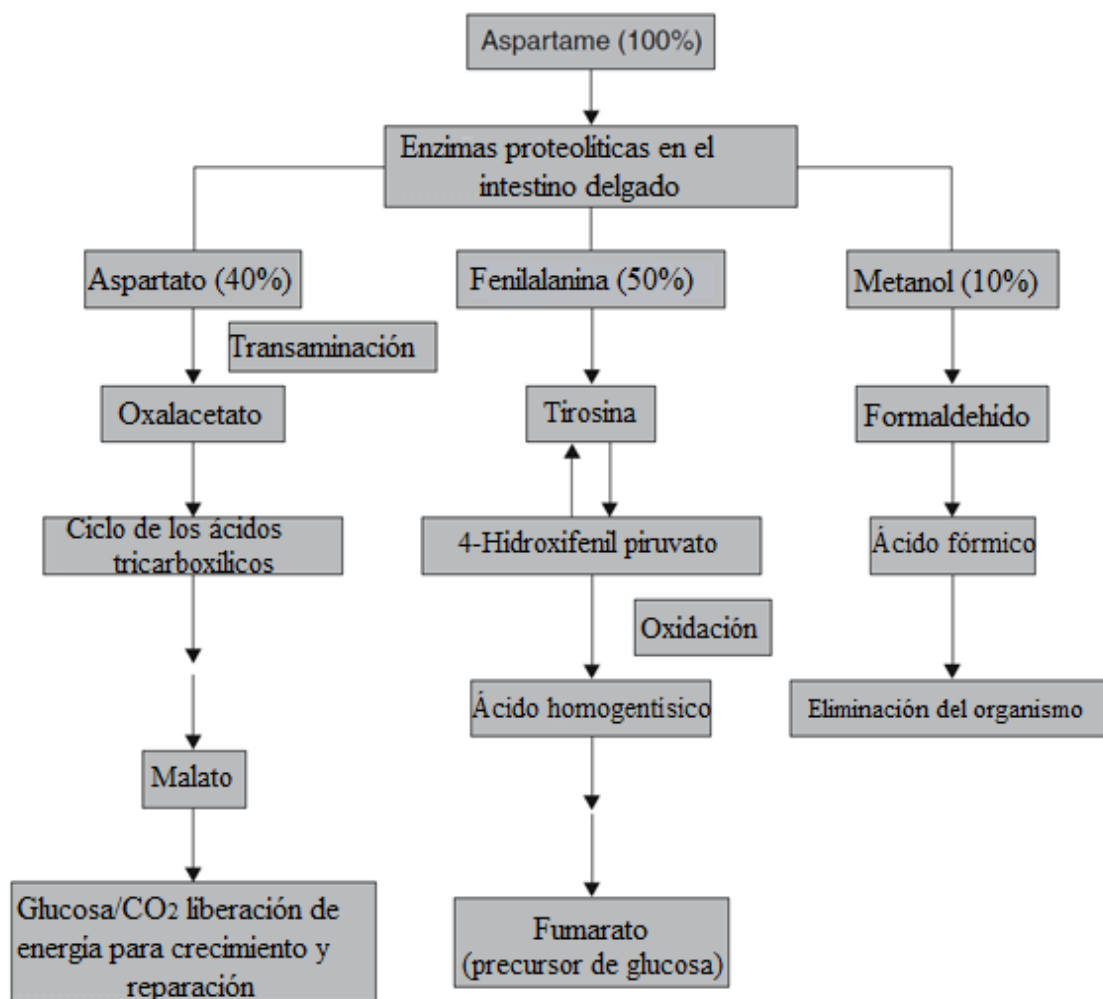 Aspartame (100%)
Enzimas proteolíticas en el
intestino delgado
Aspartato (40%)
Fenilalanina (50%)
Metanol (10%)
Transaminación
Oxalacetato
Tirosina
Formaldehído
Ciclo de los ácidos
tricarboxílicos
4-Hidroxifenil piruvato
Ácido fórmico
Oxidación
Ácido homogentísico
Eliminación del organismo
Malato
Glucosa/CO2 liberación de
energía para crecimiento y
reparación
Fumarato
(precursor de glucosa)